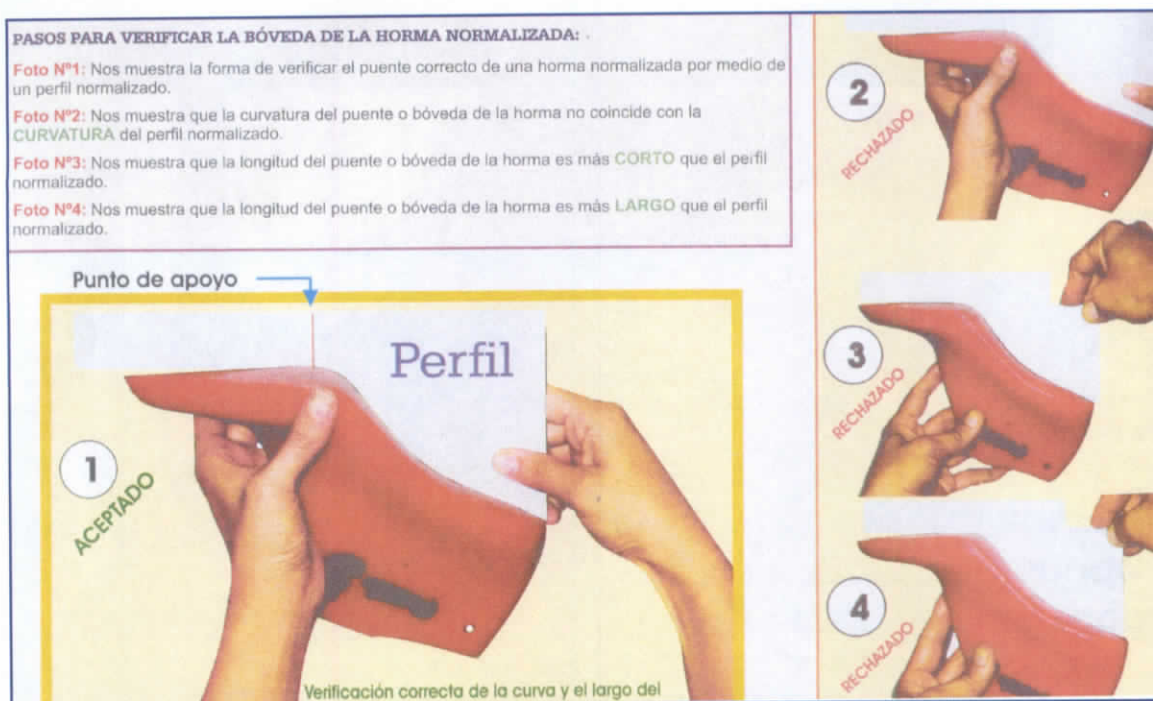 PASOS PARA VERIFICAR LA BÓVEDA DE LA HORMA NORMALIZADA:
Foto Nº1: Nos muestra la forma de verificar el puente correcto de una horma normalizada por medio de
un perfil normalizado.
Foto Nº2: Nos muestra que la curvatura del puente o bóveda de la horma no coincide con la
CURVATURA del perfil normalizado.
Foto Nº3: Nos muestra que la longitud del puente o bóveda de la horma es más CORTO que el perfil
normalizado.
Foto Nº4: Nos muestra que la longitud del puente o bóveda de la horma es más LARGO que el perfil
normalizado.
Punto de apoyo
Perfil
1
ACEPTADO
Verificación correcta de la curva y el largo del
2
RECHAZADO
3
RECHAZADO
4
RECHAZADO